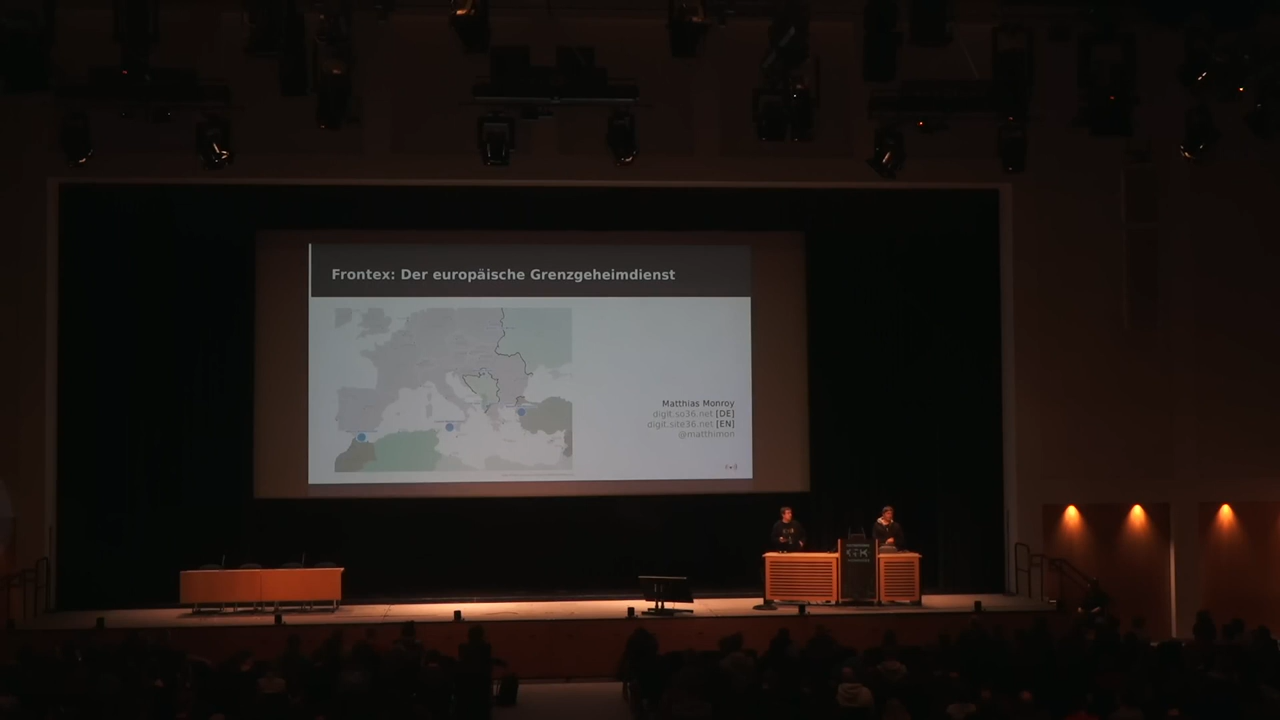 Frontex: Der europäische Grenzgeheimdienst
Matthias Monroy
digit.so36.net [DE]
digit.site36.net [EN]
@matthimon